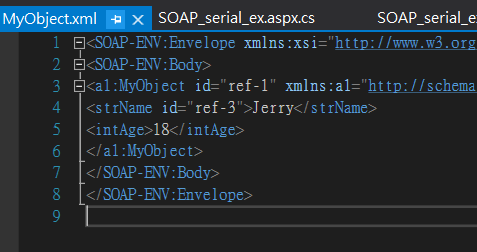 MyObject.xml SOAP_serial_ex.aspx.cs SOAP_serial_e
1 <SOAP-ENV:Envelope xmlns:xsi="http://www.w3.org
2 <SOAP-ENV:Body>
3 <a1:MyObject id="ref-1" xmlns:a1="http://schema
4 <strName id="ref-3">Jerry</strName>
5 <intAge>18</intAge>
6 </a1:MyObject>
7 </SOAP-ENV:Body>
8 </SOAP-ENV:Envelope>
9